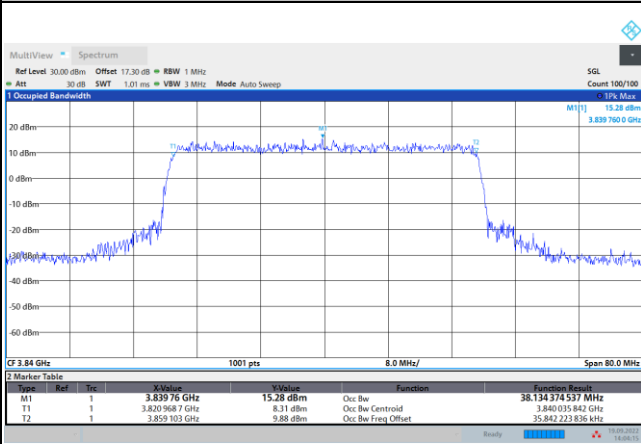 MultiView Spectrum
Ref Level 30.00 dBm Offset 17.30 dB RBW 1 MHz SGL
Att 30 dB SWT 1.01 ms VBW 3 MHz Mode Auto Sweep Count 100/100
1 Occupied Bandwidth 1Pk Max
M1[1] 15.28 dBm
3.839 760 0 GHz
20 dBm
M1
T1 T2
10 dBm
0 dBm
-10 dBm
-20 dBm
-30 dBm
-40 dBm
-50 dBm
-60 dBm
CF 3.84 GHz 1001 pts 8.0 MHz/ Span 80.0 MHz
2 Marker Table
Type Ref Trc X-Value Y-Value Function Function Result
M1 1 3.839 76 GHz 15.28 dBm Occ Bw 38.134 374 537 MHz
T1 1 3.820 968 7 GHz 8.31 dBm Occ Bw Centroid 3.840 035 842 GHz
T2 1 3.859 103 GHz 9.88 dBm Occ Bw Freq Offset 35.842 223 836 kHz
Ready